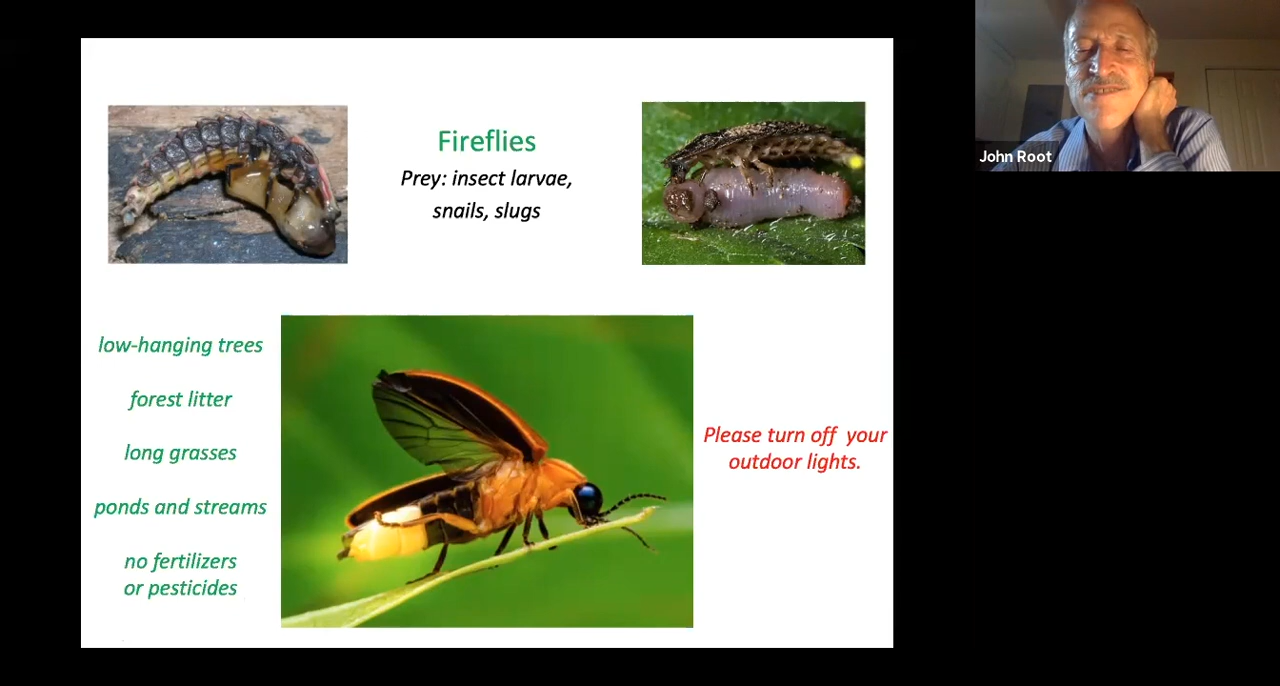 Fireflies
Prey: insect larvae,
snails, slugs
low-hanging trees
forest litter
long grasses
ponds and streams
no fertilizers
or pesticides
Please turn off your
outdoor lights.
John Root